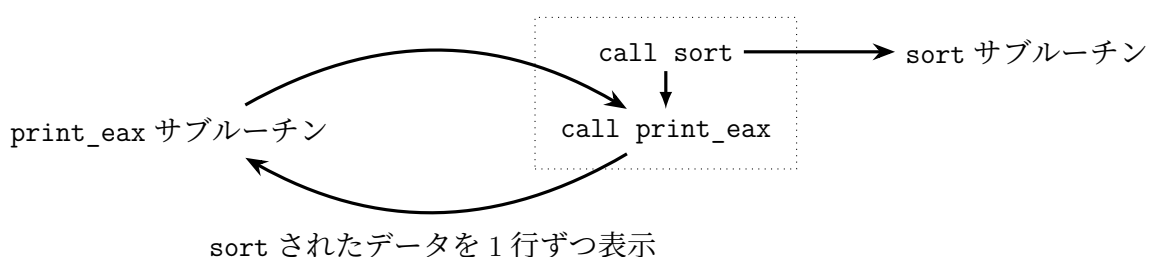 call sort
sort サブルーチン
print_eax サブルーチン
call print_eax
sort されたデータを 1 行ずつ表示